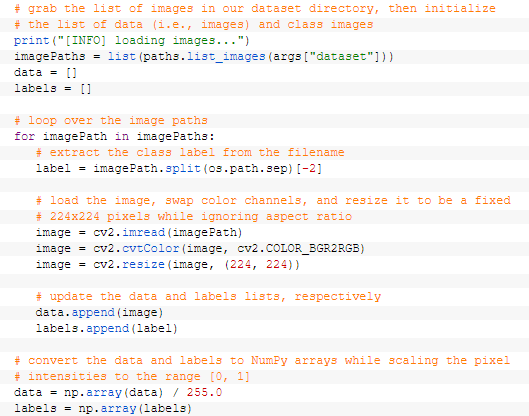 # grab the list of images in our dataset directory, then initialize
# the list of data (i.e., images) and class images
print("[INFO] loading images...")
imagePaths = list(paths.list_images(args["dataset"]))
data = []
labels = []

# loop over the image paths
for imagePath in imagePaths:
    # extract the class label from the filename
    label = imagePath.split(os.path.sep)[-2]

    # load the image, swap color channels, and resize it to be a fixed
    # 224x224 pixels while ignoring aspect ratio
    image = cv2.imread(imagePath)
    image = cv2.cvtColor(image, cv2.COLOR_BGR2RGB)
    image = cv2.resize(image, (224, 224))

    # update the data and labels lists, respectively
    data.append(image)
    labels.append(label)

# convert the data and labels to NumPy arrays while scaling the pixel
# intensities to the range [0, 1]
data = np.array(data) / 255.0
labels = np.array(labels)